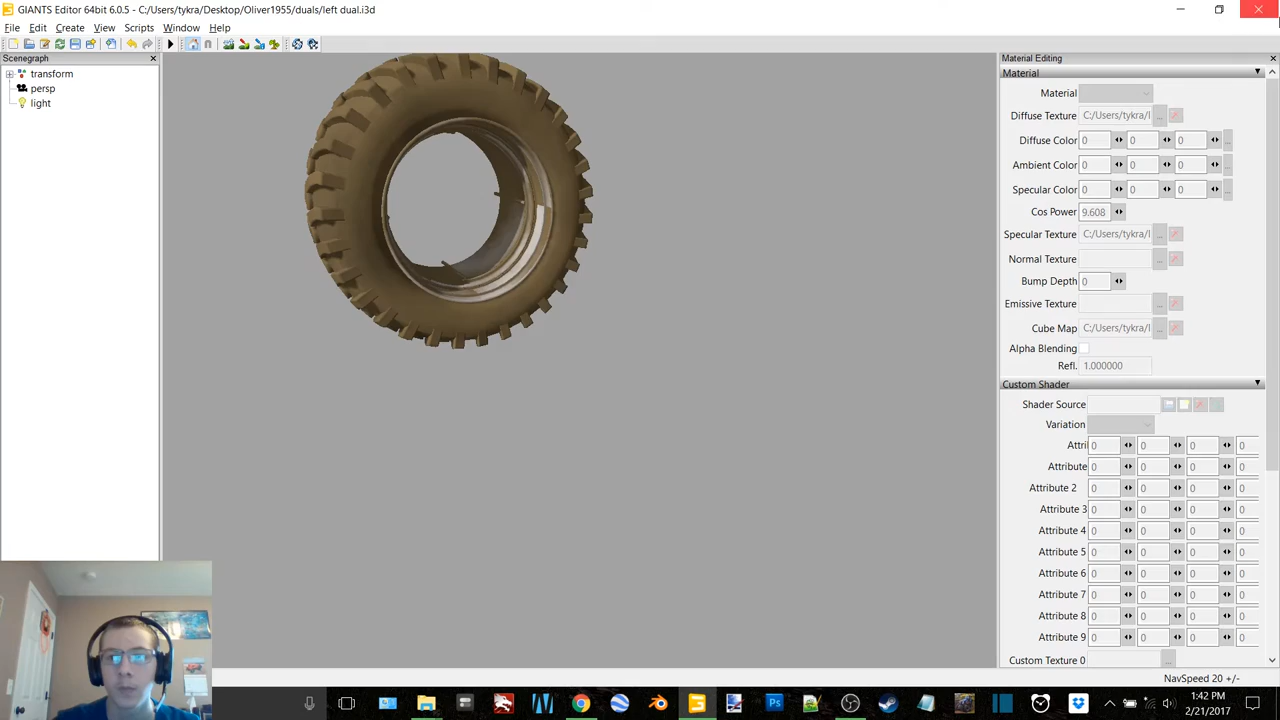 GIANTS Editor 64bit 6.0.5 - C:/Users/tykra/Desktop/Oliver1955/duals/left dual.i3d
File Edit Create View Scripts Window Help
Scenegraph
transform
persp
light
Material Editing
Material
Material
Diffuse Texture C:/Users/tykra/I ...
Diffuse Color 0 0 0 ...
Ambient Color 0 0 0 ...
Specular Color 0 0 0 ...
Cos Power 9.608
Specular Texture C:/Users/tykra/I ...
Normal Texture ...
Bump Depth 0
Emissive Texture ...
Cube Map C:/Users/tykra/I ...
Alpha Blending
Refl. 1.000000
Custom Shader
Shader Source
Variation
Attri 0 0 0 0
Attribute 0 0 0 0
Attribute 2 0 0 0 0
Attribute 3 0 0 0 0
Attribute 4 0 0 0 0
Attribute 5 0 0 0 0
Attribute 6 0 0 0 0
Attribute 7 0 0 0 0
Attribute 8 0 0 0 0
Attribute 9 0 0 0 0
Custom Texture 0 ...
NavSpeed 20 +/-
1:42 PM
2/21/2017